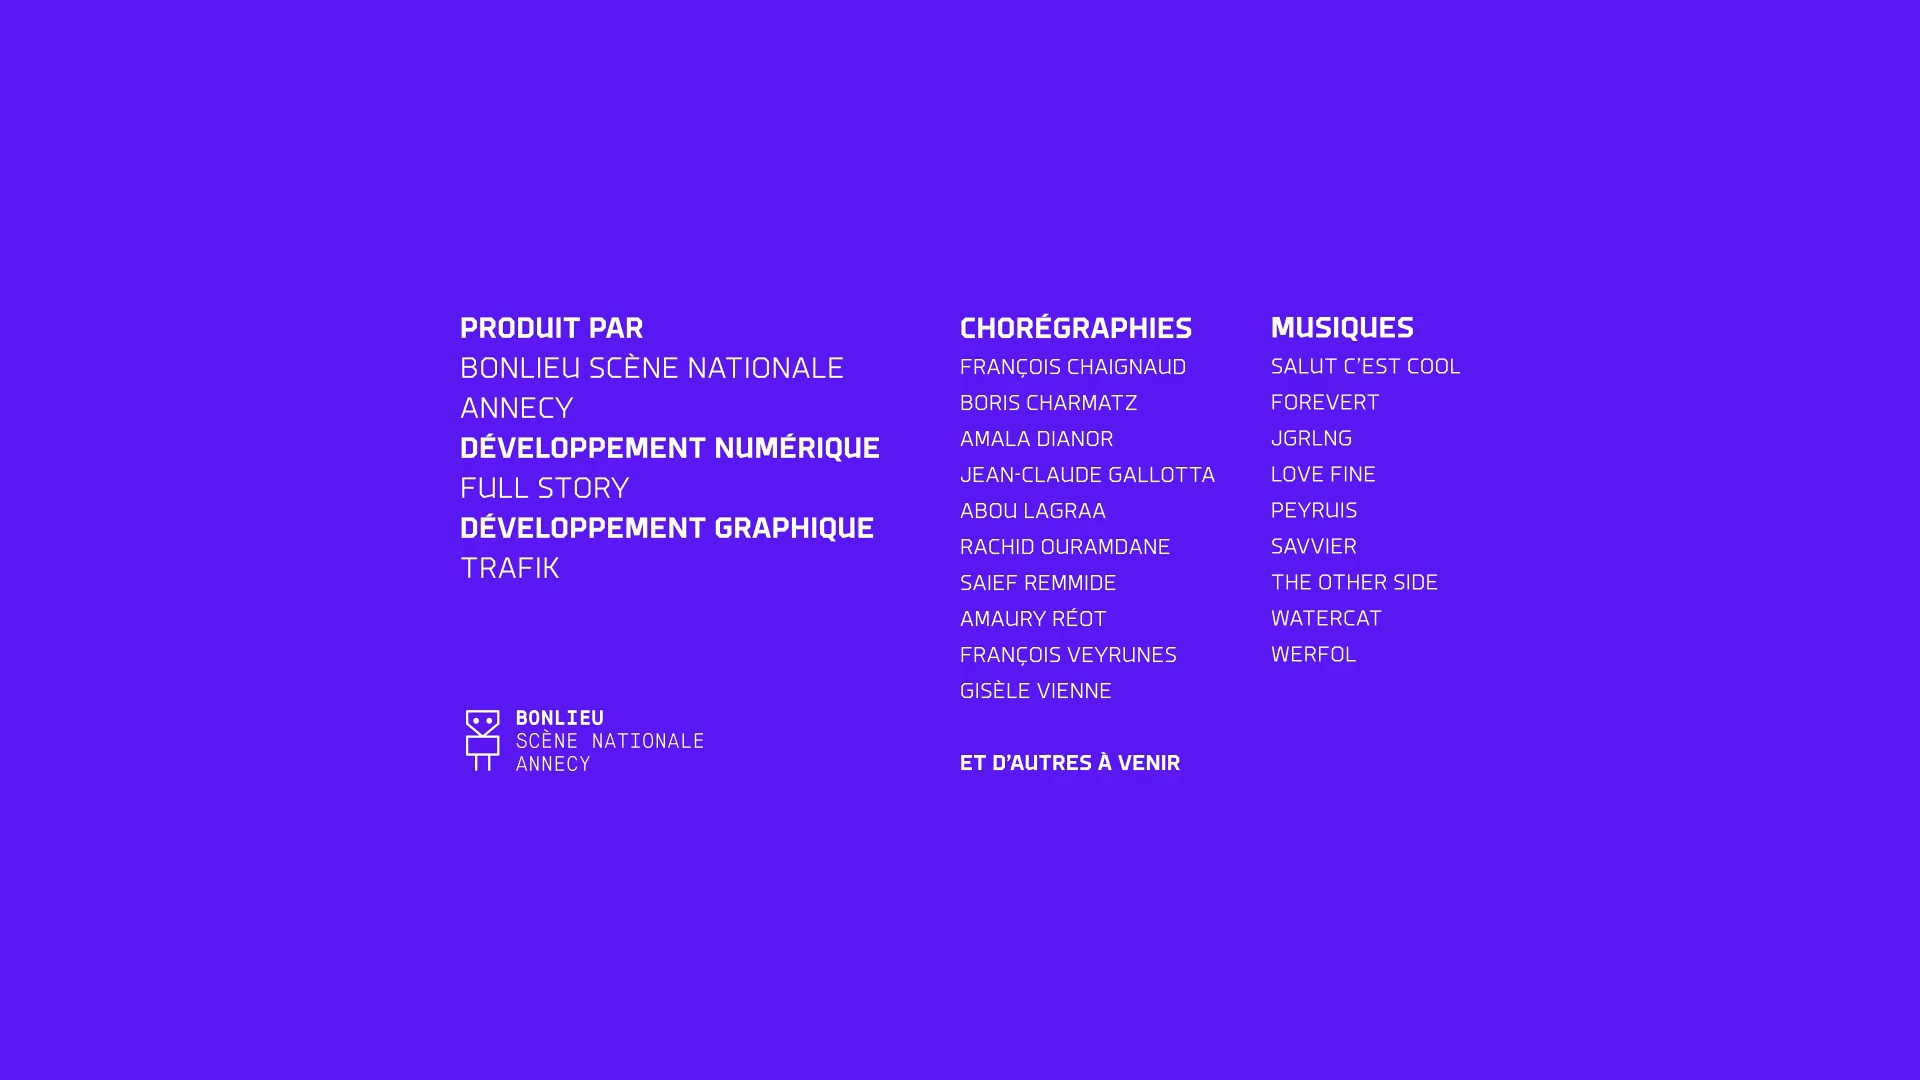 PRODUIT PAR
BONLIEU SCÈNE NATIONALE
ANNECY
DÉVELOPPEMENT NUMÉRIQUE
FULL STORY
DÉVELOPPEMENT GRAPHIQUE
TRAFIK
BONLIEU
SCÈNE NATIONALE
ANNECY
CHORÉGRAPHIES
FRANÇOIS CHAIGNAUD
BORIS CHARMATZ
AMALA DIANOR
JEAN-CLAUDE GALLOTTA
ABOU LAGRAA
RACHID OURAMDANE
SAIEF REMMIDE
AMAURY RÉOT
FRANÇOIS VEYRUNES
GISÈLE VIENNE
ET D’AUTRES À VENIR
MUSIQUES
SALUT C’EST COOL
FOREVERT
JGRLNG
LOVE FINE
PEYRUIS
SAVVIER
THE OTHER SIDE
WATERCAT
WERFOL